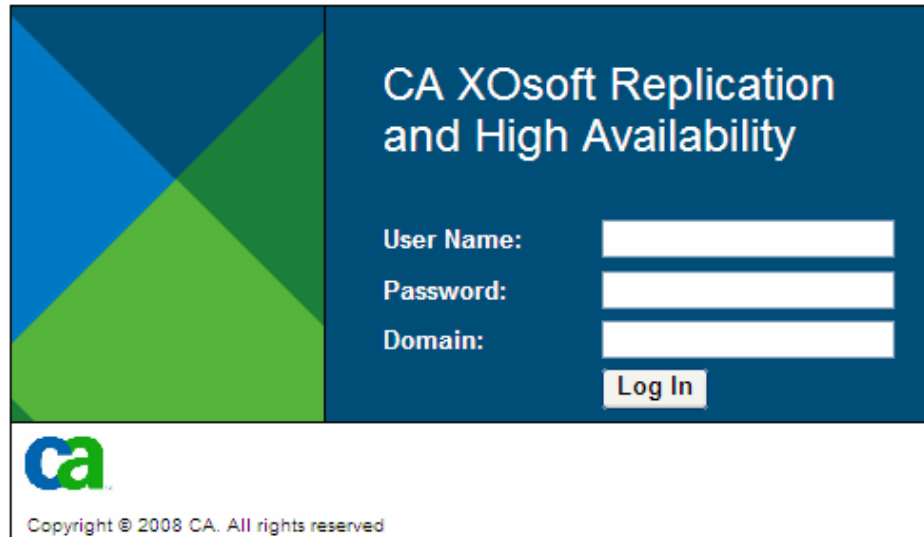 CA XOsoft Replication
and High Availability
User Name:
Password:
Domain:
Log In
ca
Copyright © 2008 CA. All rights reserved